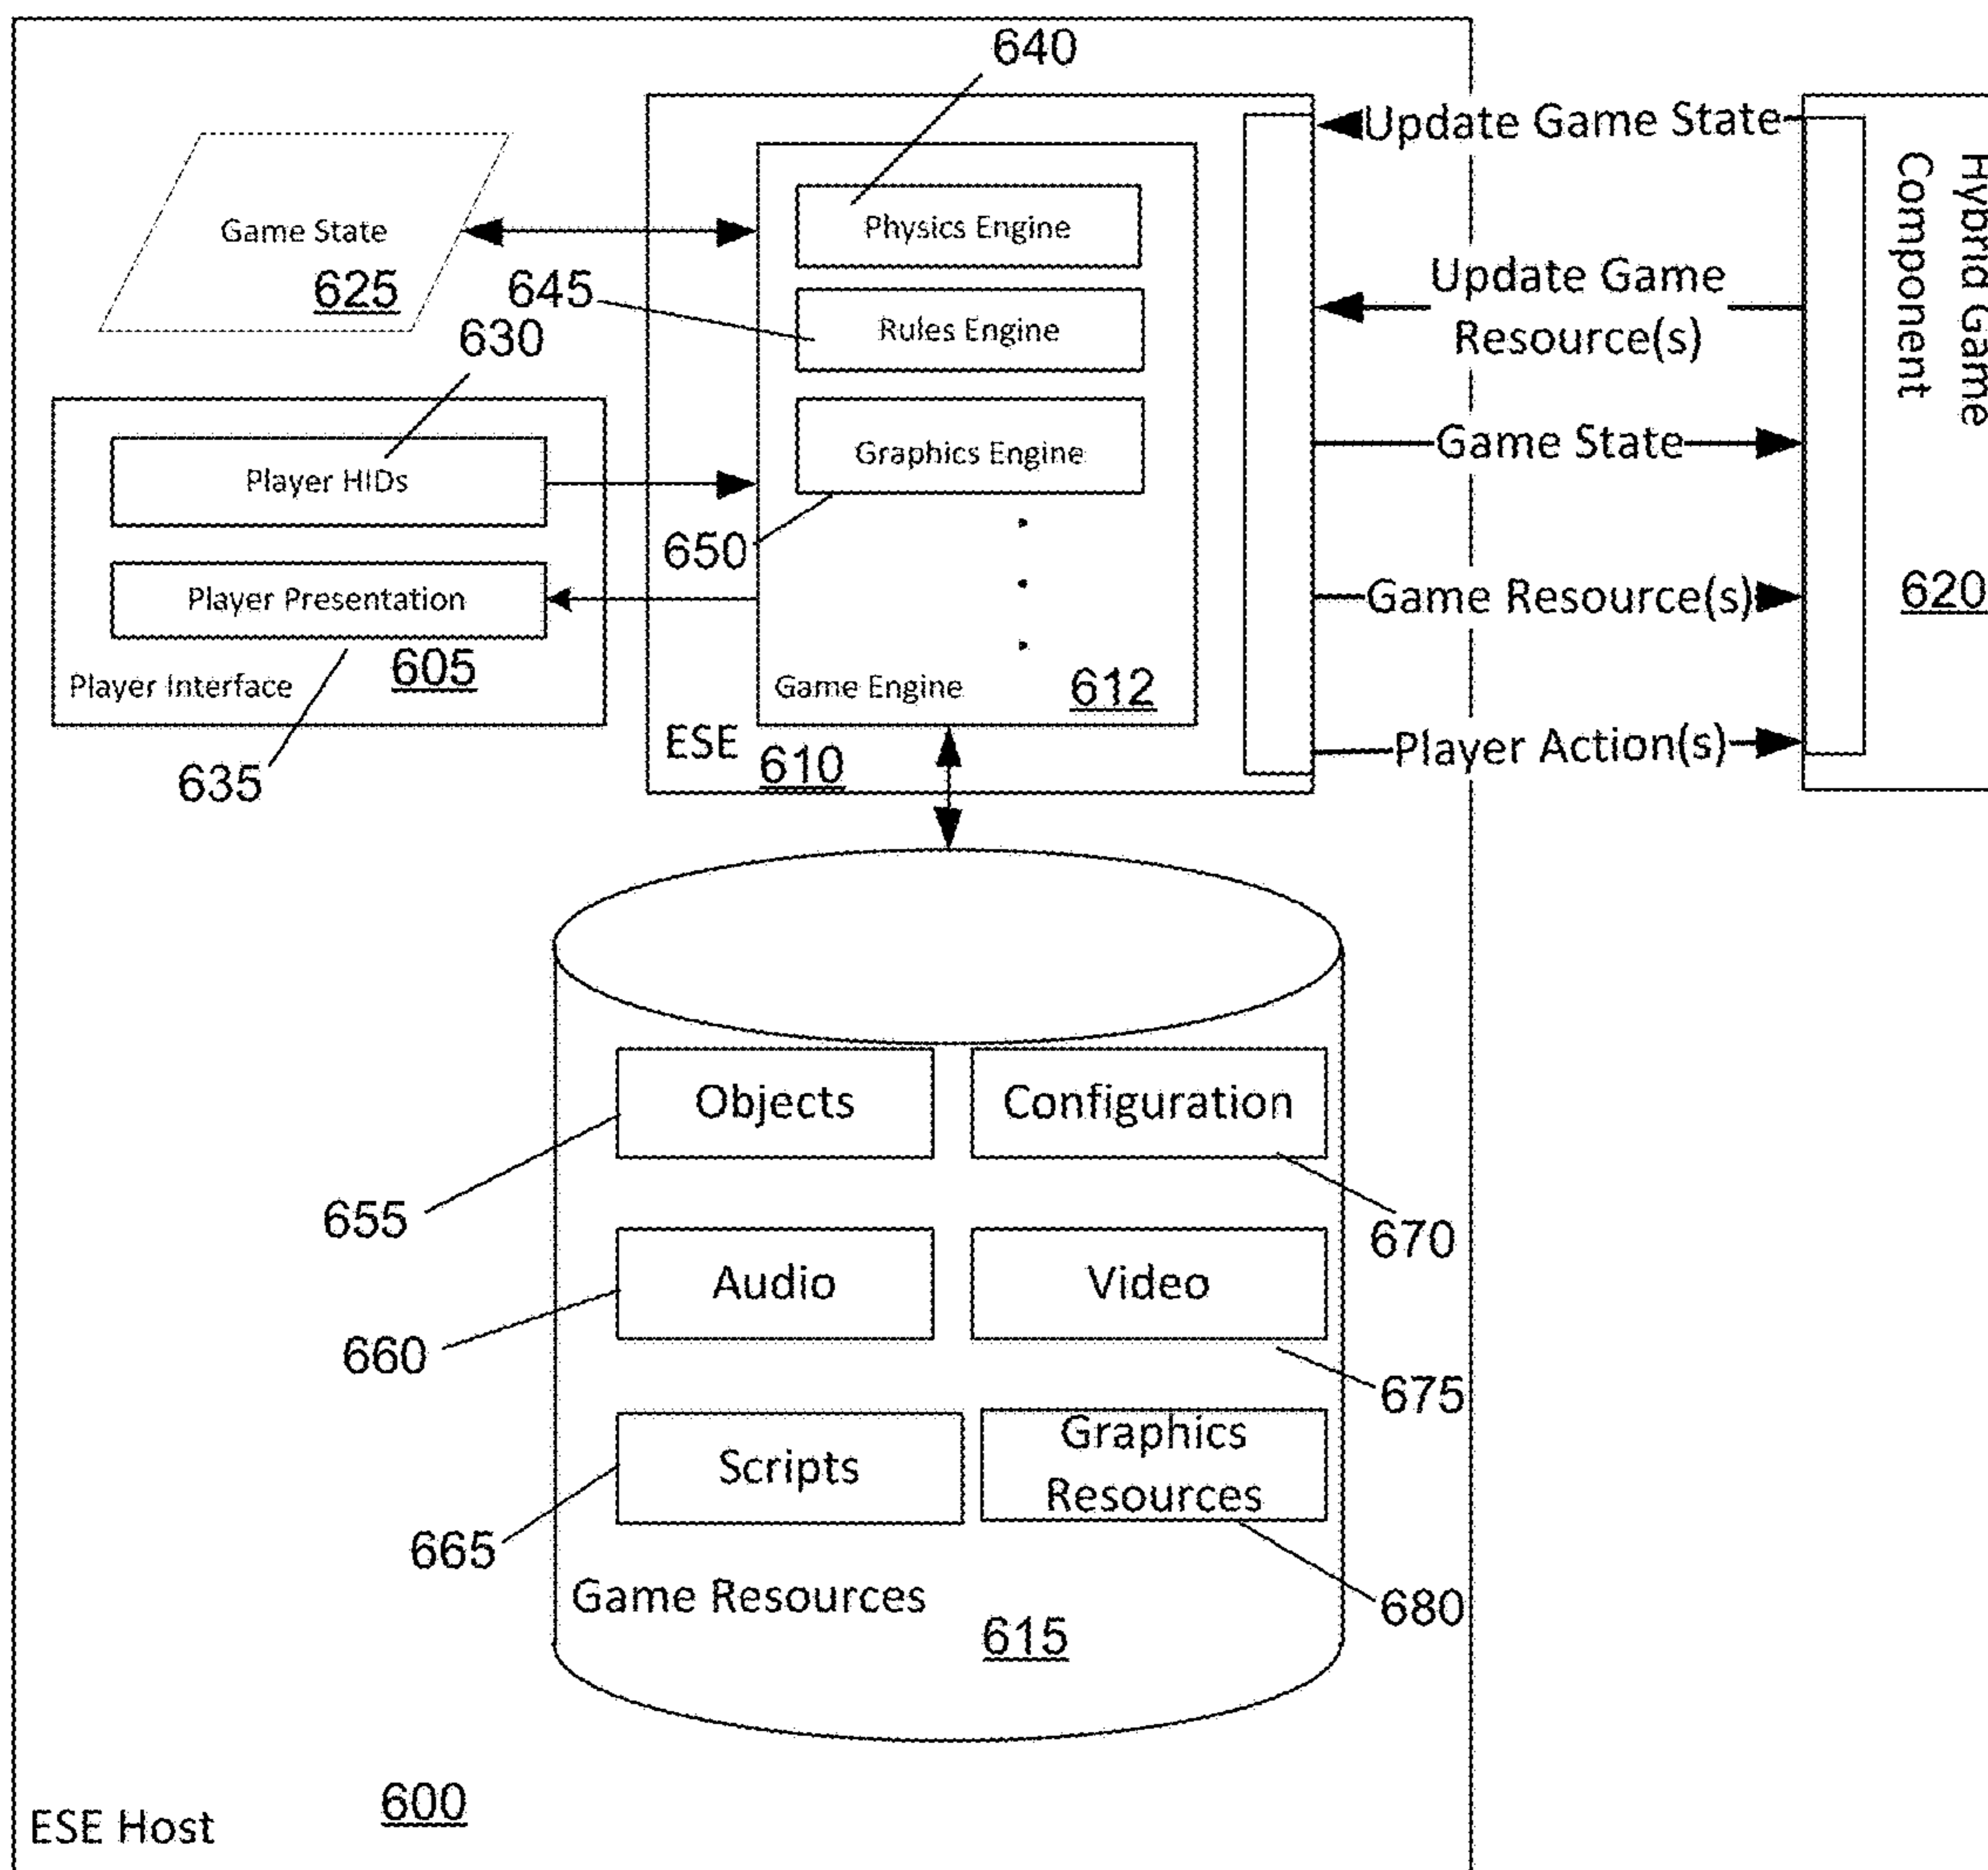 640
Update Game State
Hybrid Game
Component
Game State
625
Physics Engine
645
Rules Engine
Update Game
Resource(s)
630
Player HIDs
Graphics Engine
Game State
650
Player Presentation
605
Player Interface
Game Engine
612
Game Resource(s)
620
635
ESE
610
Player Action(s)
Objects
Configuration
655
670
Audio
Video
660
675
Scripts
Graphics
Resources
665
680
Game Resources
615
ESE Host
600